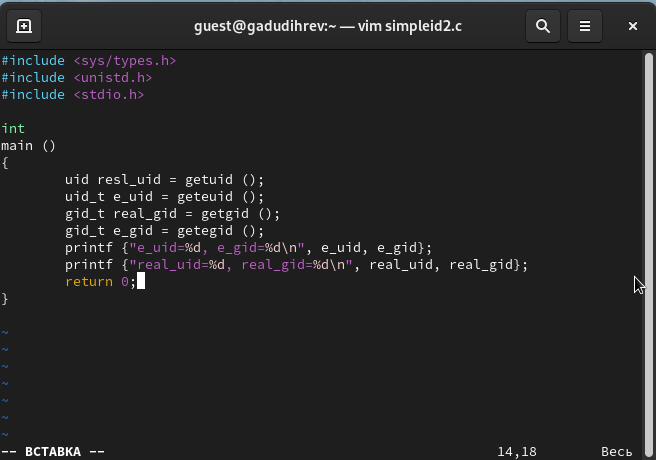 guest@gadudihrev:~ — vim simpleid2.c
#include <sys/types.h>
#include <unistd.h>
#include <stdio.h>
int
main ()
{
uid resl_uid = getuid ();
uid_t e_uid = geteuid ();
gid_t real_gid = getgid ();
gid_t e_gid = getegid ();
printf {"e_uid=%d, e_gid=%d\n", e_uid, e_gid};
printf {"real_uid=%d, real_gid=%d\n", real_uid, real_gid};
return 0;
}
~
~
~
~
~
~
~
-- ВСТАВКА -- 14,18 Весь